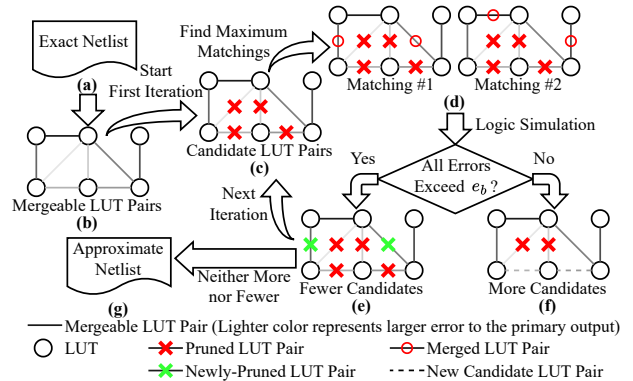 Exact Netlist
(a)
Start
First Iteration
Mergeable LUT Pairs
(b)
Candidate LUT Pairs
(c)
Find Maximum
Matchings
Matching #1
Matching #2
(d)
Logic Simulation
All Errors
Exceed e_b?
Yes
No
Next
Iteration
Fewer Candidates
(e)
More Candidates
(f)
Neither More
nor Fewer
Approximate
Netlist
(g)
Mergeable LUT Pair (Lighter color represents larger error to the primary output)
LUT
Pruned LUT Pair
Merged LUT Pair
Newly-Pruned LUT Pair
New Candidate LUT Pair